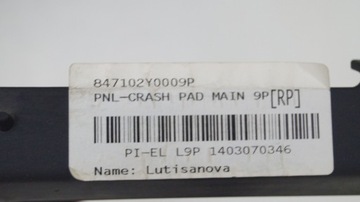 847102Y0009P
PNL-CRASH PAD MAIN 9P[RP]
PI-EL L9P 1403070346
Name: Lutisanova